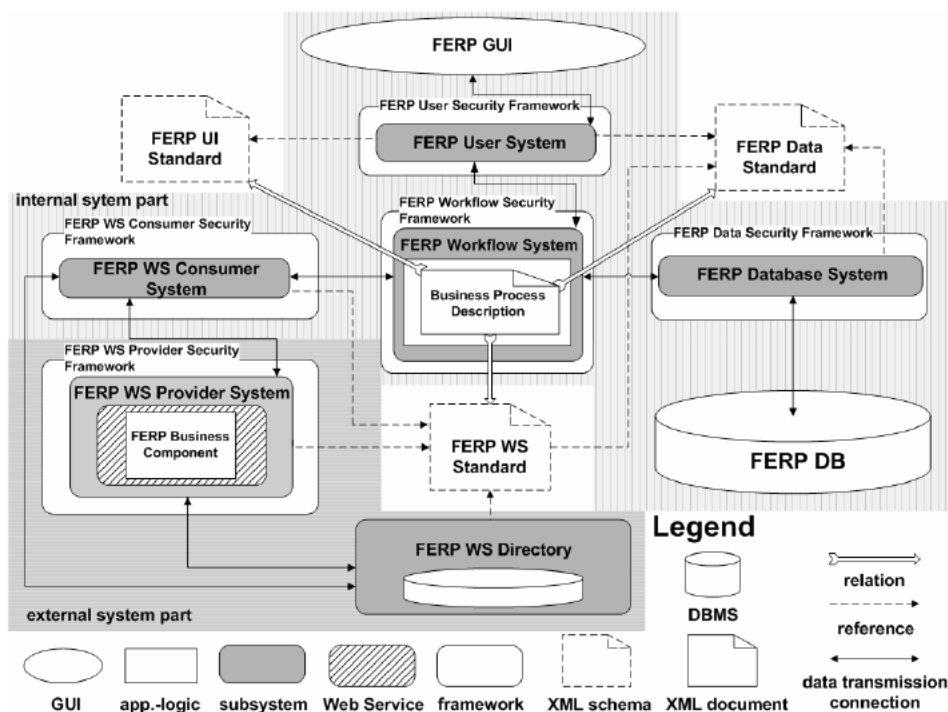 FERP GUI
FERP User Security Framework
FERP User System
FERP UI
Standard
FERP Data
Standard
internal sytem part
FERP WS Consumer Security
Framework
FERP WS Consumer
System
FERP Workflow Security
Framework
FERP Workflow System
Business Process
Description
FERP Data Security Framework
FERP Database System
FERP WS Provider Security
Framework
FERP WS Provider System
FERP Business
Component
FERP WS
Standard
FERP DB
FERP WS Directory
external system part
Legend
DBMS
relation
reference
data transmission
connection
GUI
app.-logic
subsystem
Web Service
framework
XML schema
XML document